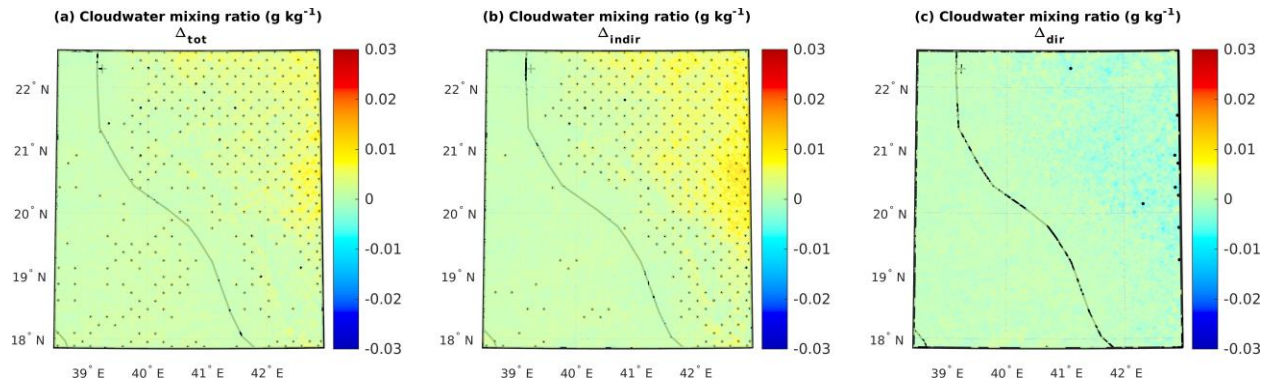 (a) Cloudwater mixing ratio (g kg⁻¹)
Δtot
22° N
21° N
20° N
19° N
18° N
39° E
40° E
41° E
42° E
0.03
0.02
0.01
0
-0.01
-0.02
-0.03
(b) Cloudwater mixing ratio (g kg⁻¹)
Δindir
22° N
21° N
20° N
19° N
18° N
39° E
40° E
41° E
42° E
0.03
0.02
0.01
0
-0.01
-0.02
-0.03
(c) Cloudwater mixing ratio (g kg⁻¹)
Δdir
22° N
21° N
20° N
19° N
18° N
39° E
40° E
41° E
42° E
0.03
0.02
0.01
0
-0.01
-0.02
-0.03